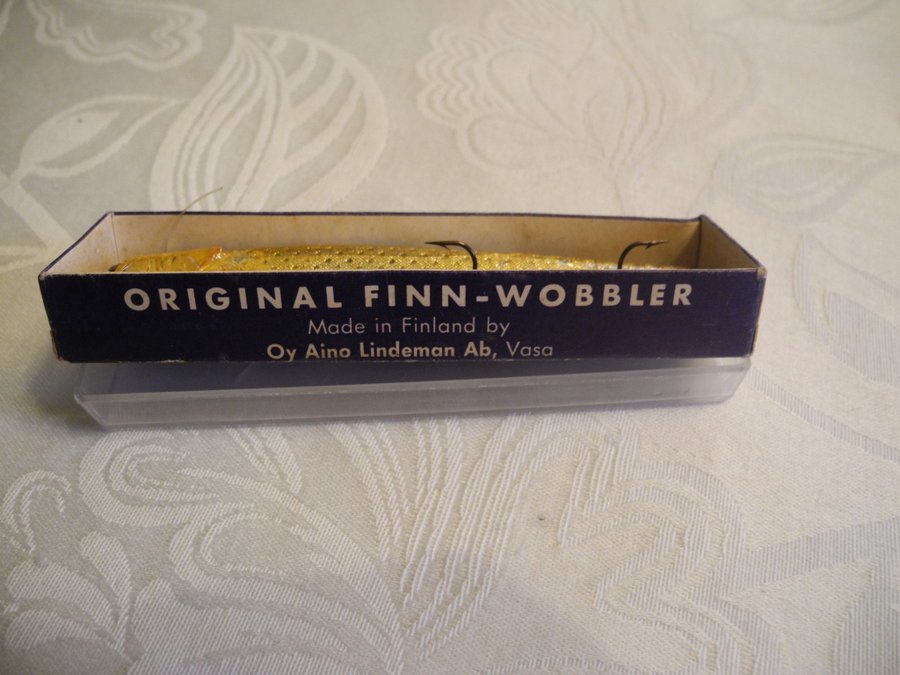 ORIGINAL FINN-WOBBLER
Made in Finland by
Oy Aino Lindeman Ab, Vasa